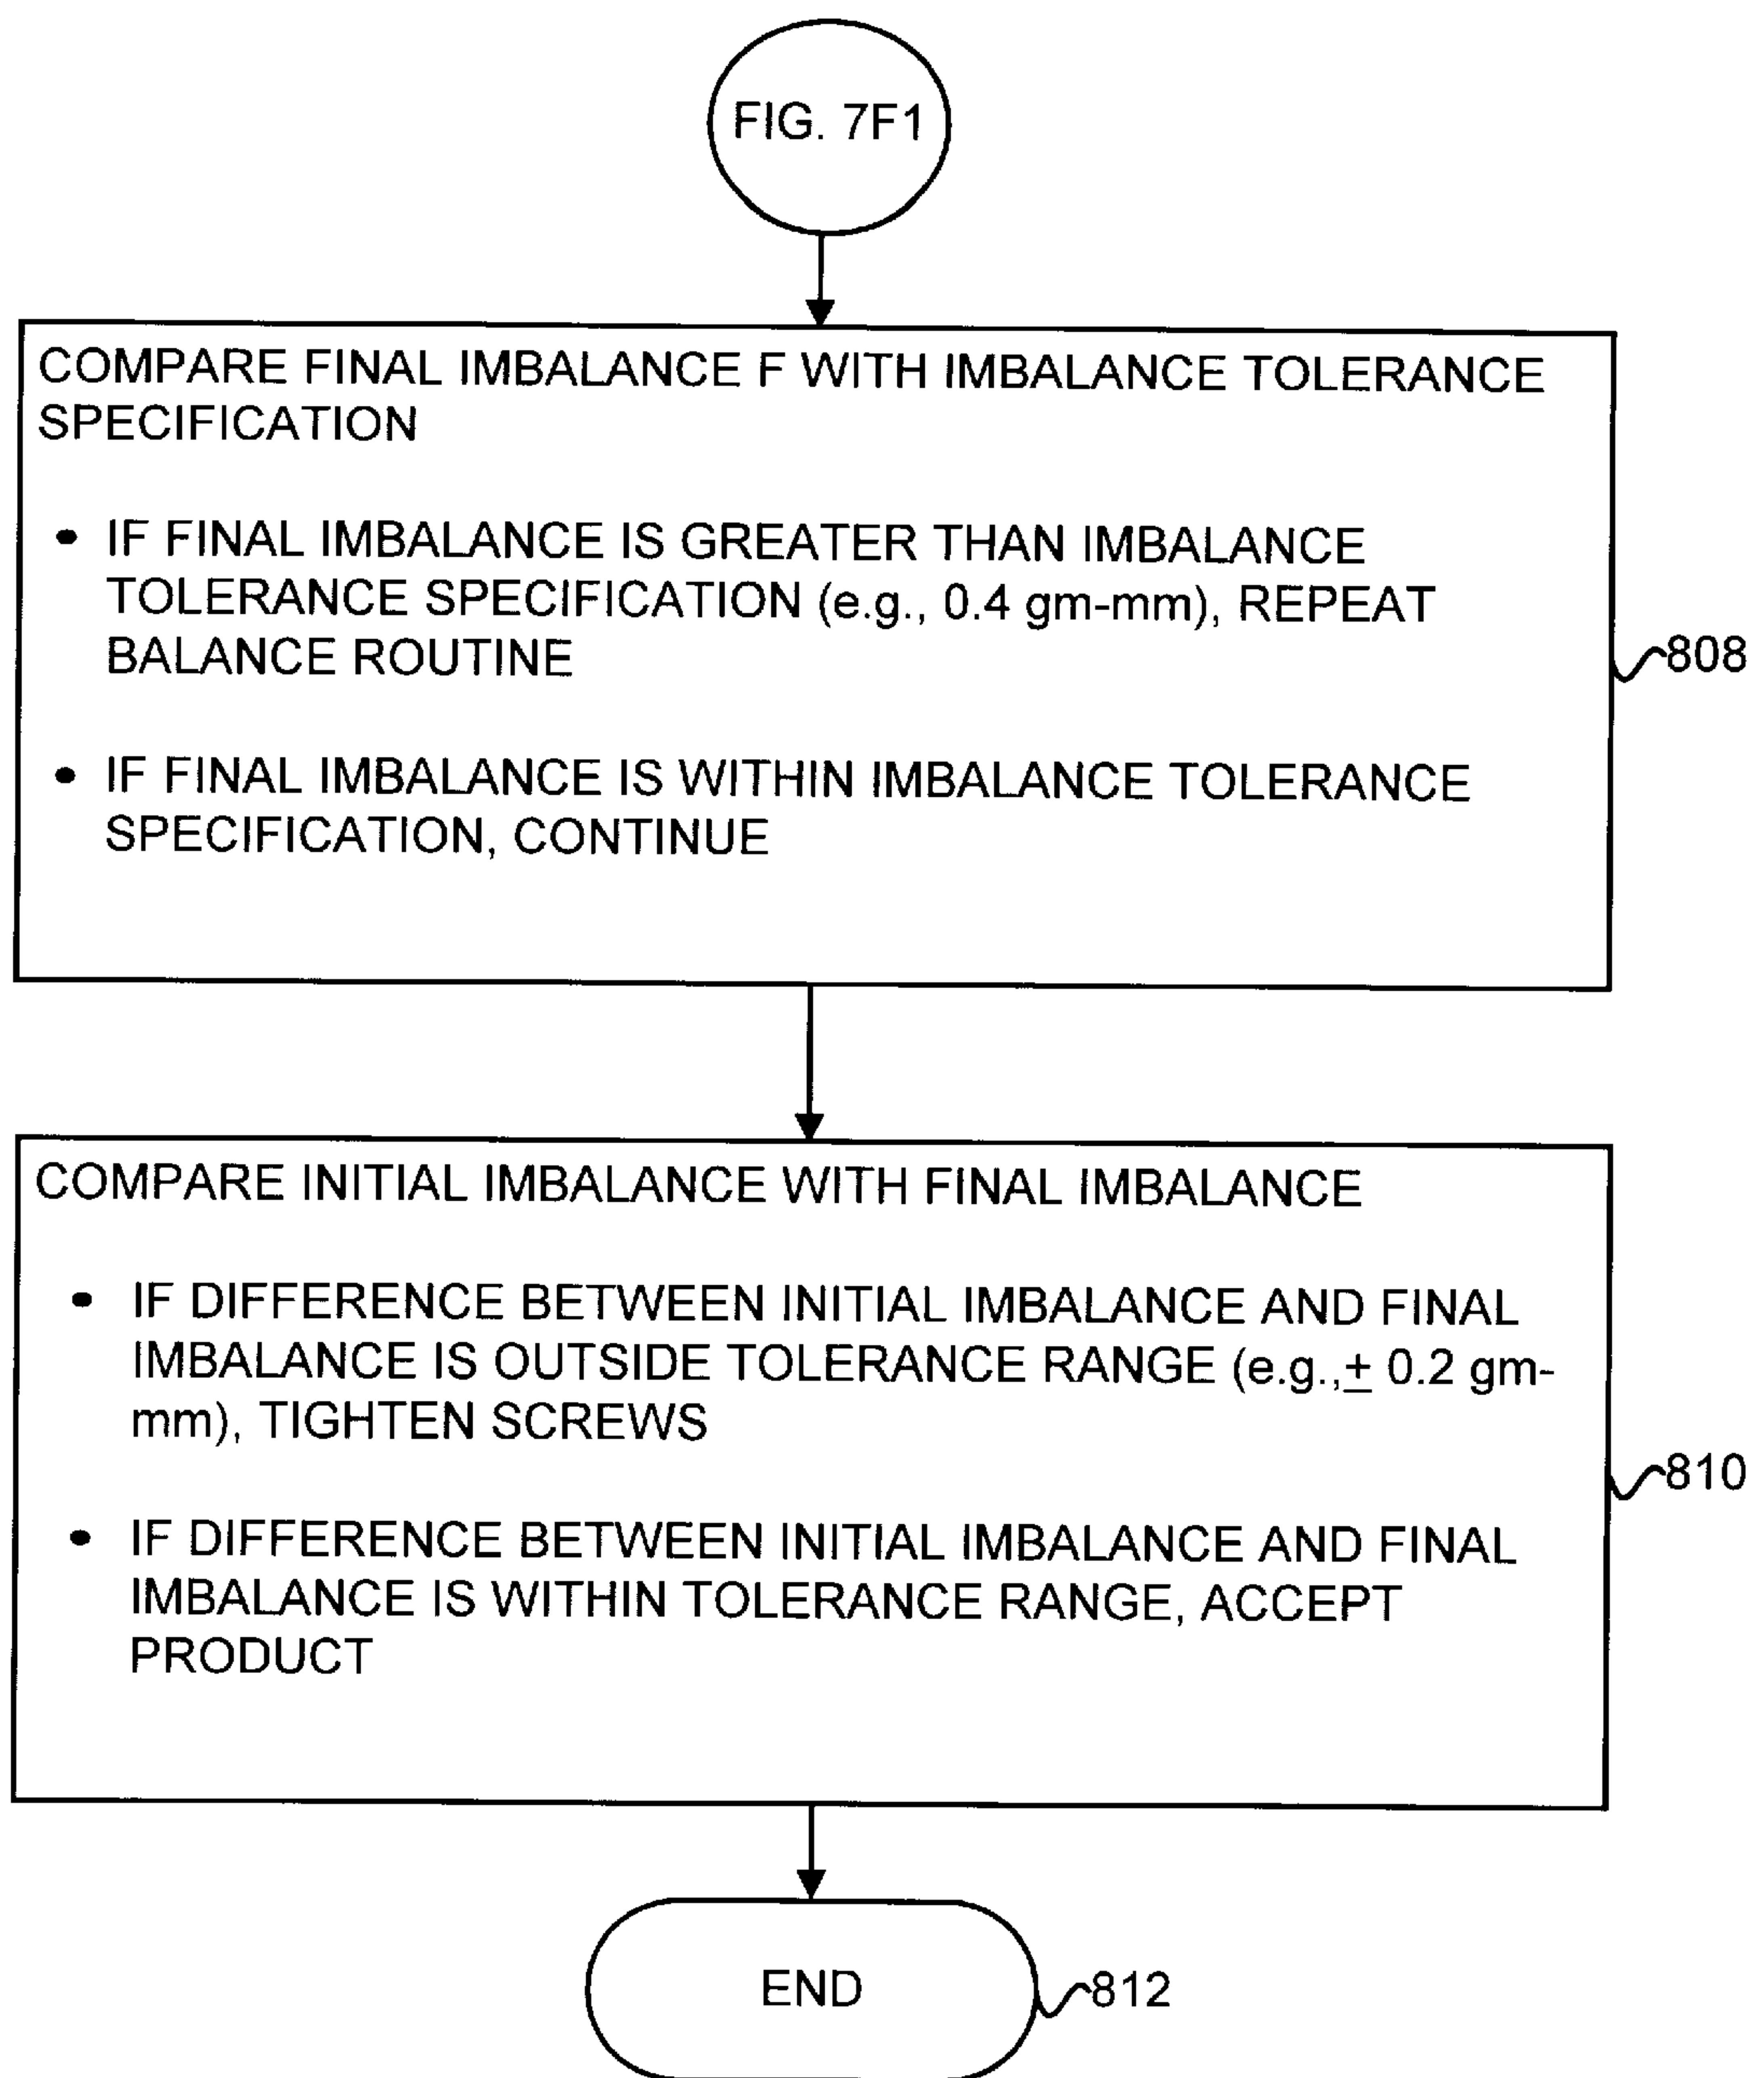 FIG. 7F1
COMPARE FINAL IMBALANCE F WITH IMBALANCE TOLERANCE
SPECIFICATION
• IF FINAL IMBALANCE IS GREATER THAN IMBALANCE
TOLERANCE SPECIFICATION (e.g., 0.4 gm-mm), REPEAT
BALANCE ROUTINE
808
• IF FINAL IMBALANCE IS WITHIN IMBALANCE TOLERANCE
SPECIFICATION, CONTINUE
COMPARE INITIAL IMBALANCE WITH FINAL IMBALANCE
• IF DIFFERENCE BETWEEN INITIAL IMBALANCE AND FINAL
IMBALANCE IS OUTSIDE TOLERANCE RANGE (e.g.,± 0.2 gm-
mm), TIGHTEN SCREWS
810
• IF DIFFERENCE BETWEEN INITIAL IMBALANCE AND FINAL
IMBALANCE IS WITHIN TOLERANCE RANGE, ACCEPT
PRODUCT
END
812